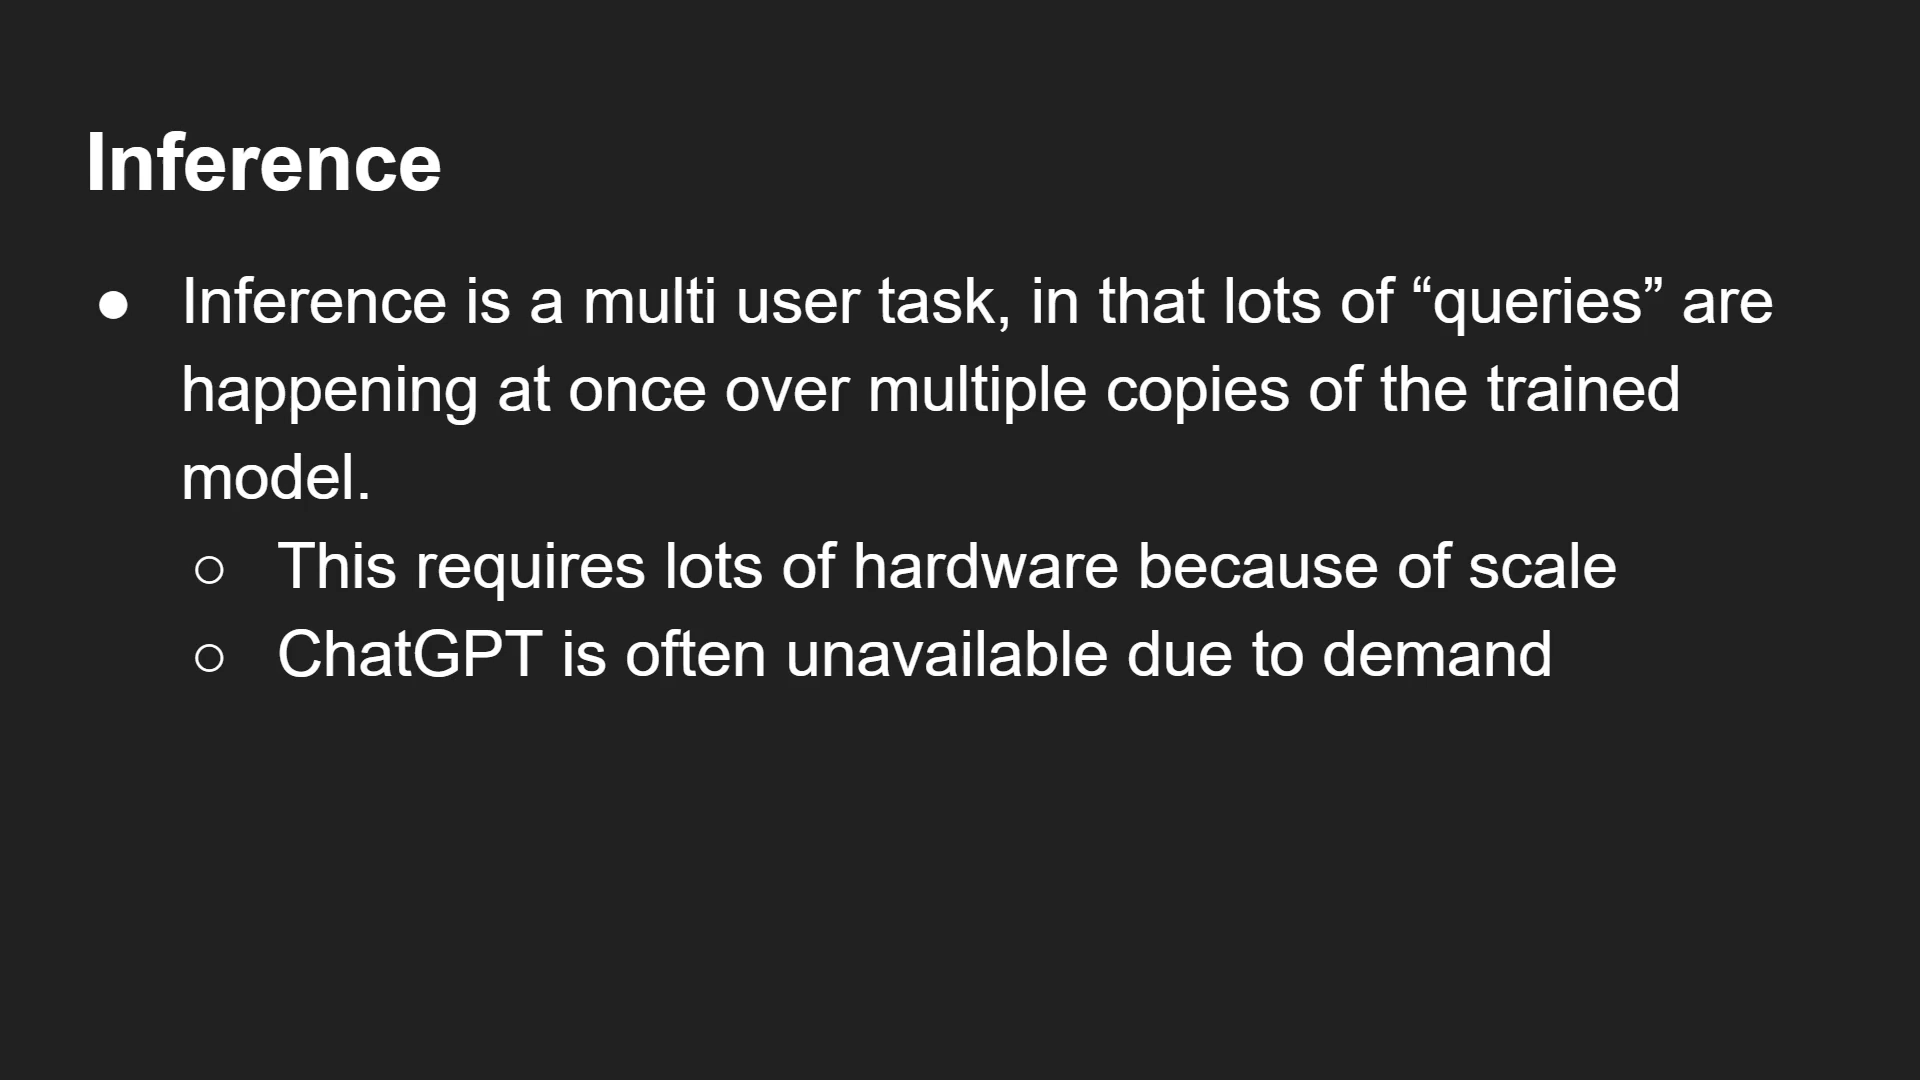 Inference
● Inference is a multi user task, in that lots of “queries” are
happening at once over multiple copies of the trained
model.
○ This requires lots of hardware because of scale
○ ChatGPT is often unavailable due to demand